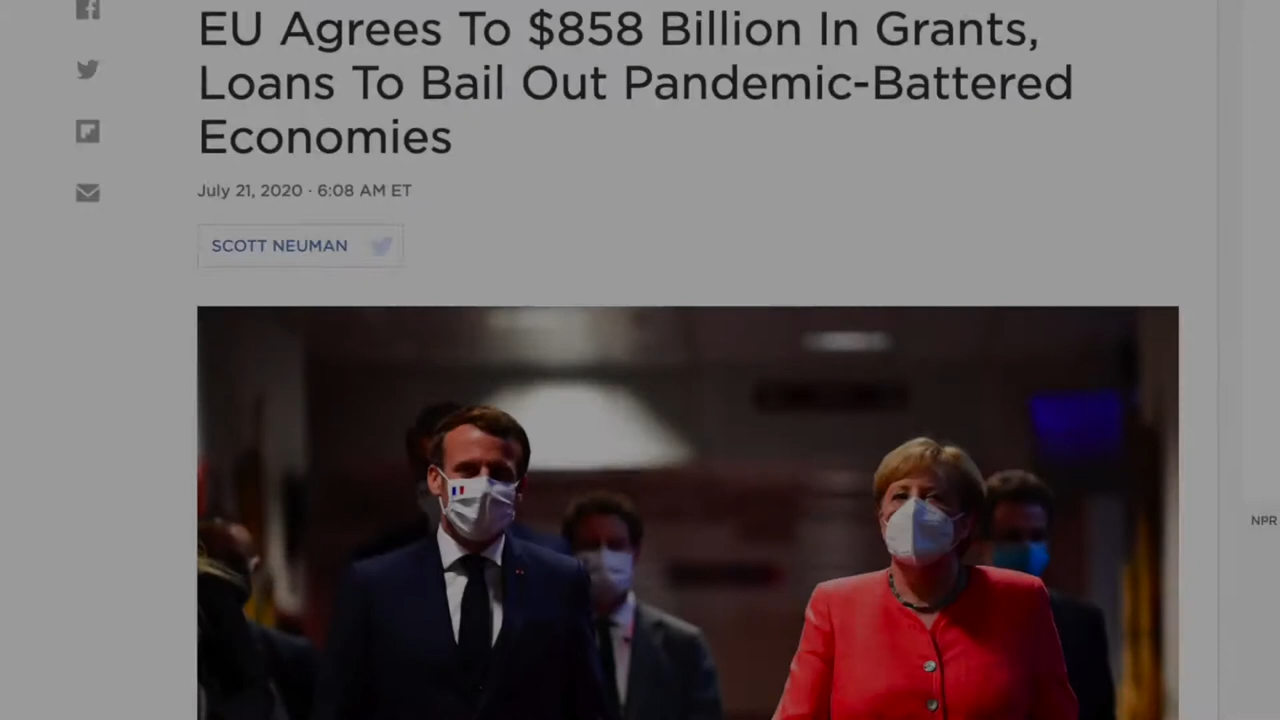 EU Agrees To $858 Billion In Grants,
Loans To Bail Out Pandemic-Battered
Economies
July 21, 2020 · 6:08 AM ET
SCOTT NEUMAN
NPR